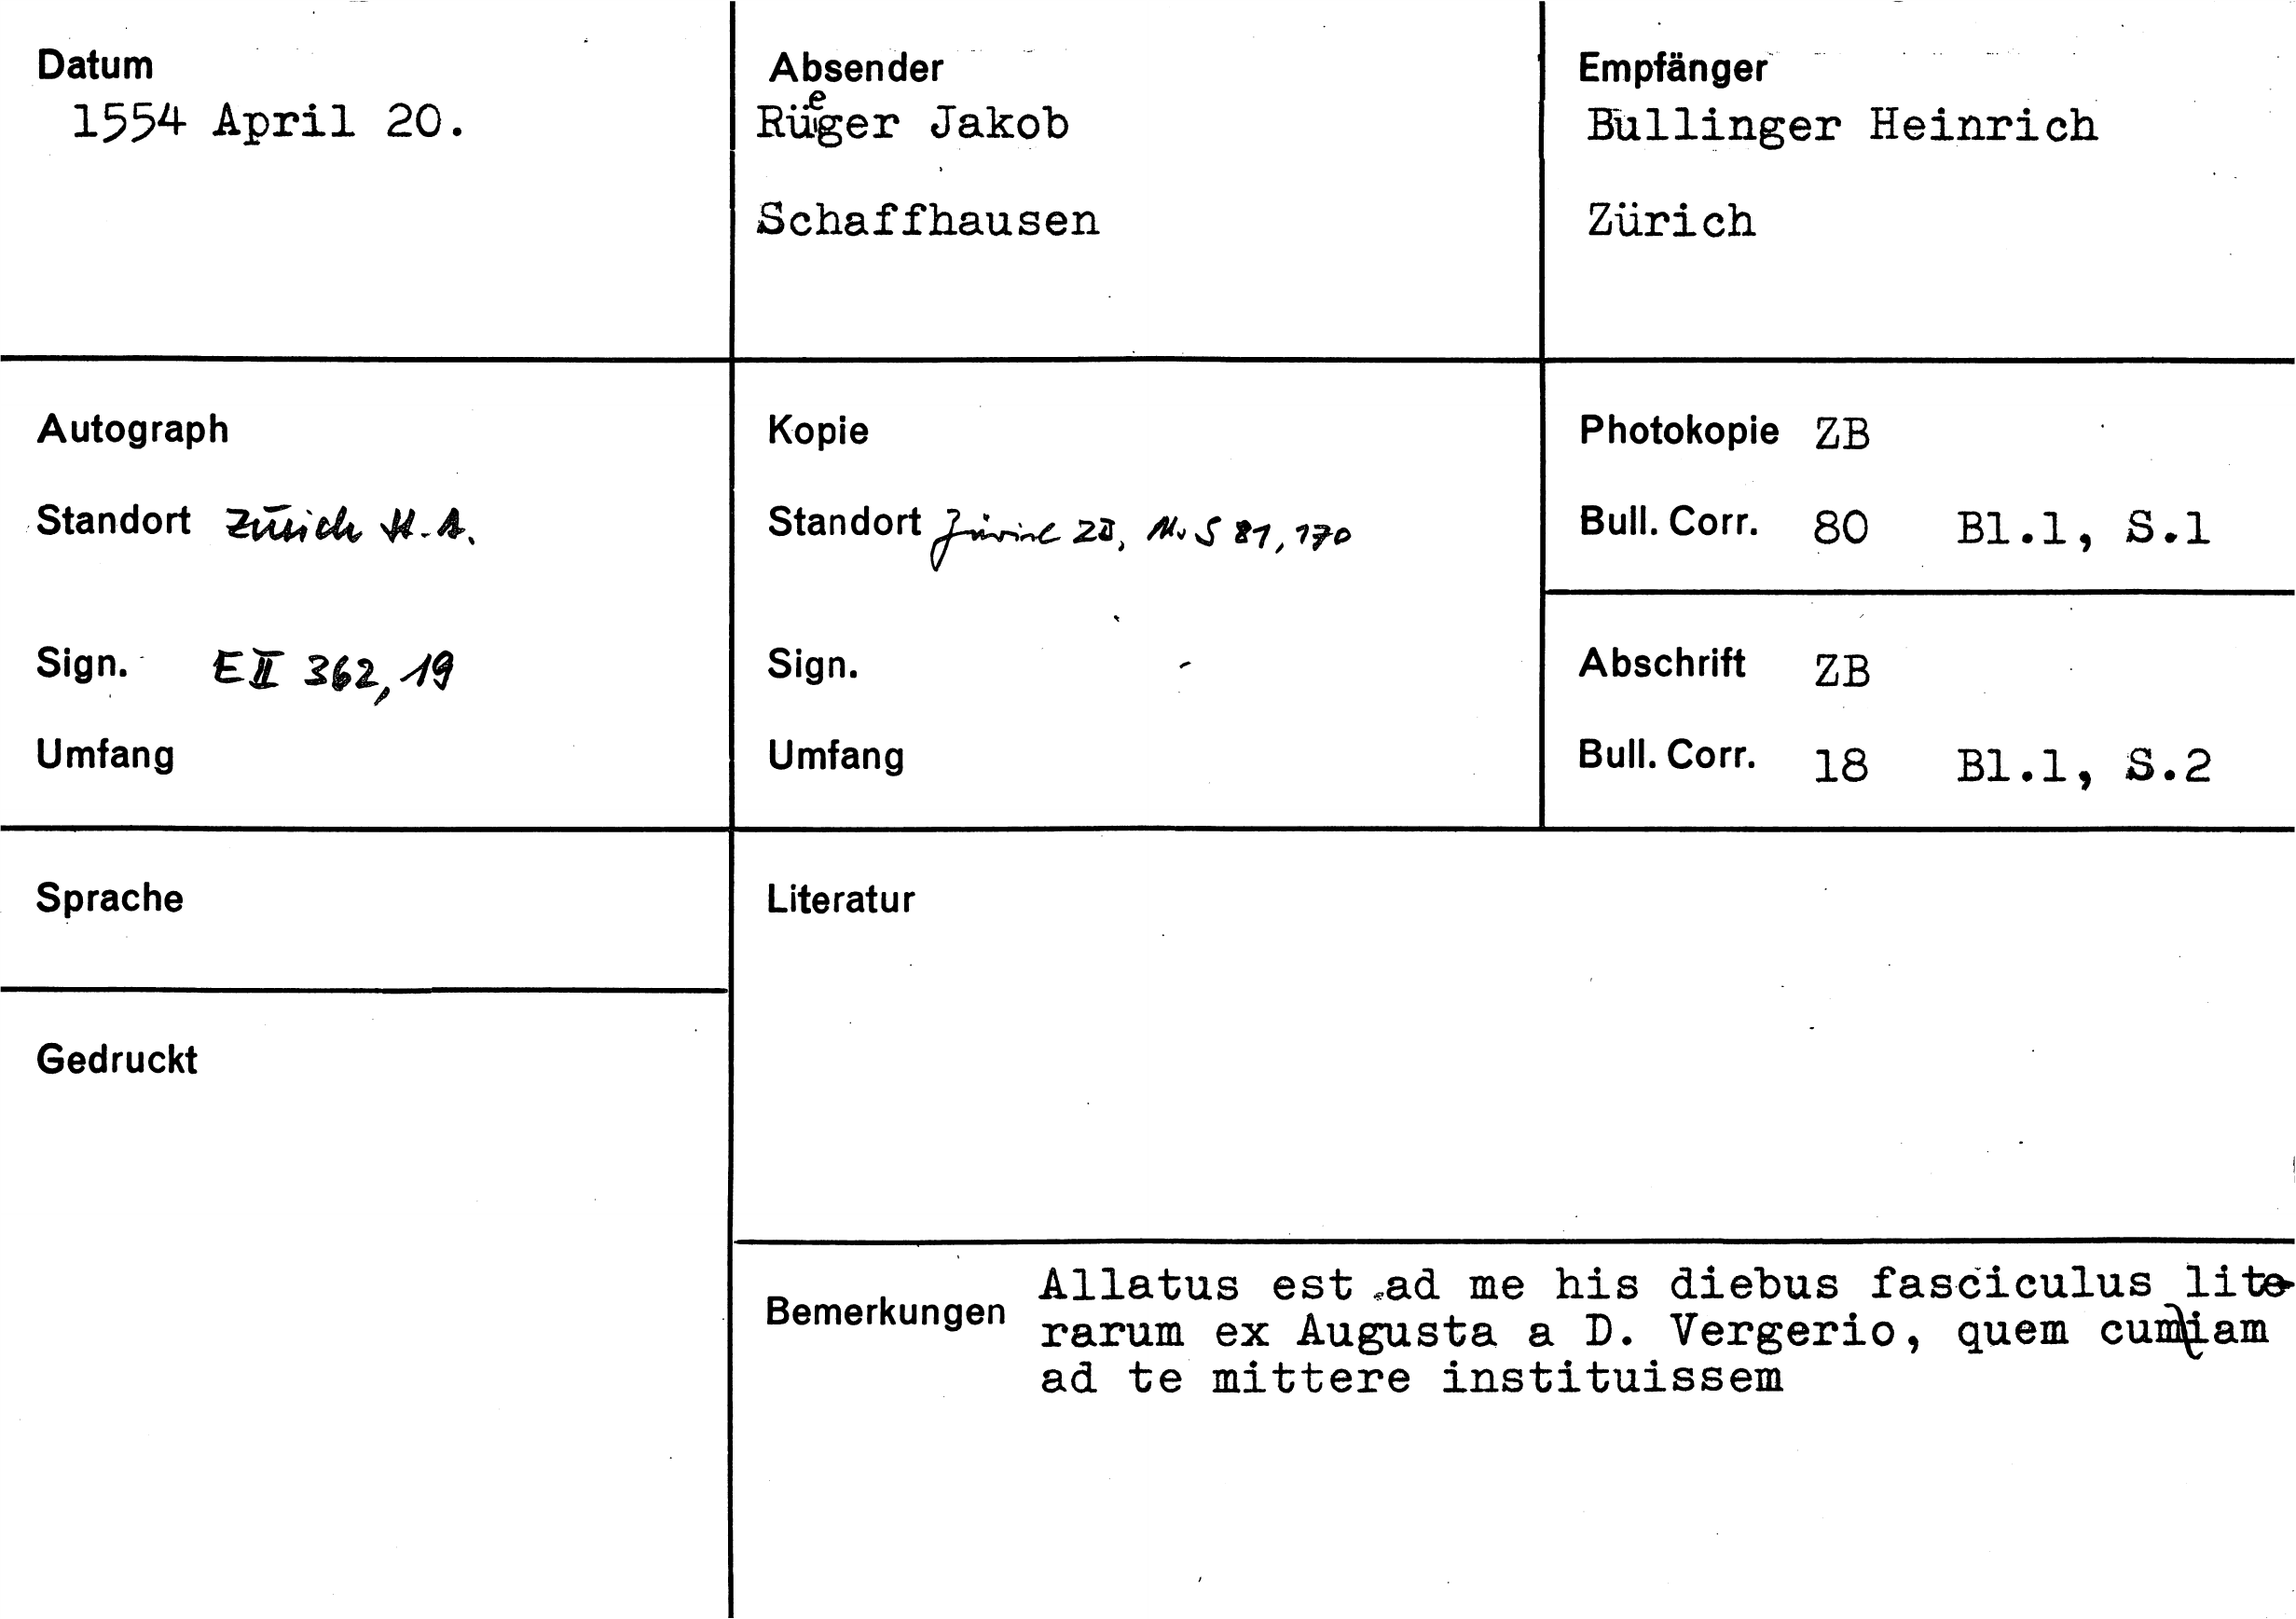 Datum
1554 April 20.
Absender
Rüeger Jakob
Schaffhausen
Empfänger
Bullinger Heinrich
Zürich
Autograph
Standort Zürich St. A.
Sign. E II 362, 19
Umfang
Kopie
Standort Zürich ZB, Ms S 81, 170
Sign. -
Umfang
Photokopie ZB
Bull. Corr. 80 Bl.1, S.1
Abschrift ZB
Bull. Corr. 18 Bl.1, S.2
Sprache
Literatur
Gedruckt
Bemerkungen Allatus est ad me his diebus fasciculus lite-
rarum ex Augusta a D. Vergerio, quem cum iam
ad te mittere instituissem